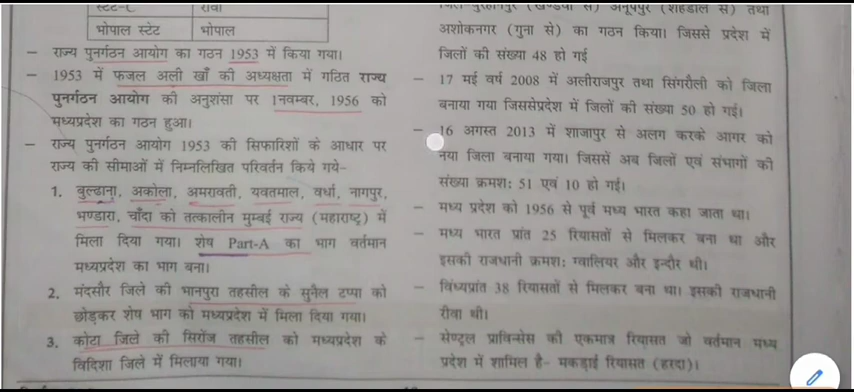 स्टेट-C रीवा
भोपाल स्टेट भोपाल
– राज्य पुनर्गठन आयोग का गठन 1953 में किया गया।
– 1953 में फजल अली खाँ की अध्यक्षता में गठित राज्य
पुनर्गठन आयोग की अनुशंसा पर 1नवम्बर, 1956 को
मध्यप्रदेश का गठन हुआ।
– राज्य पुनर्गठन आयोग 1953 की सिफारिशों के आधार पर
राज्य की सीमाओं में निम्नलिखित परिवर्तन किये गये–
1. बुल्ढाना, अकोला, अमरावती, यवतमाल, वर्धा, नागपुर,
भण्डारा, चाँदा को तत्कालीन मुम्बई राज्य (महाराष्ट्र) में
मिला दिया गया। शेष Part-A का भाग वर्तमान
मध्यप्रदेश का भाग बना।
2. मंदसौर जिले की भानपुरा तहसील के सुनैल टप्पा को
छोड़कर शेष भाग को मध्यप्रदेश में मिला दिया गया।
3. कोटा जिले की सिरोंज तहसील को मध्यप्रदेश के
विदिशा जिले में मिलाया गया।
(खण्डवा से) अनूपपुर (शहडोल से) तथा
अशोकनगर (गुना से) का गठन किया। जिससे प्रदेश में
जिलों की संख्या 48 हो गई
– 17 मई वर्ष 2008 में अलीराजपुर तथा सिंगरौली को जिला
बनाया गया जिससेप्रदेश में जिलों की संख्या 50 हो गई।
– 16 अगस्त 2013 में शाजापुर से अलग करके आगर को
नया जिला बनाया गया। जिससें अब जिलों एवं संभागों की
संख्या क्रमश: 51 एवं 10 हो गई।
– मध्य प्रदेश को 1956 से पूर्व मध्य भारत कहा जाता था।
– मध्य भारत प्रांत 25 रियासतों से मिलकर बना था और
इसकी राजधानी क्रमश: ग्वालियर और इन्दौर थी।
– विंध्यप्रांत 38 रियासतों से मिलकर बना था। इसकी राजधानी
रीवा थी।
– सेण्ट्रल प्राविन्सेस की एकमात्र रियासत जो वर्तमान मध्य
प्रदेश में शामिल है- मकड़ाई रियासत (हरदा)।